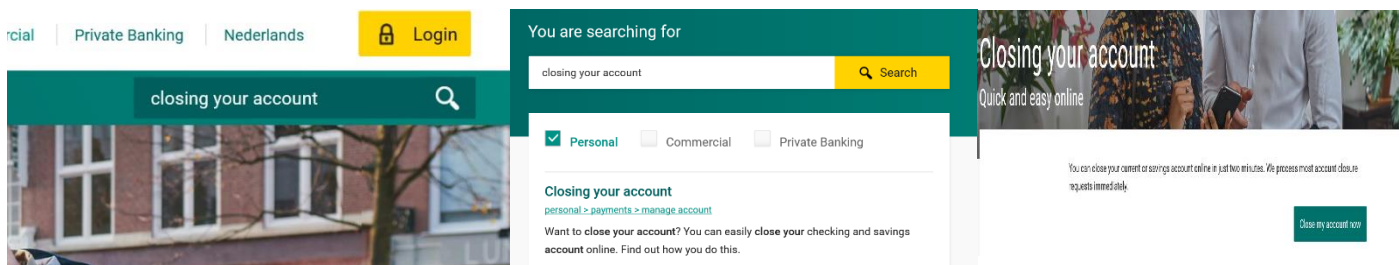 rcial Private Banking Nederlands Login
closing your account
You are searching for
closing your account Search
Personal Commercial Private Banking
Closing your account
personal > payments > manage account
Want to close your account? You can easily close your checking and savings
account online. Find out how you do this.
Closing your account
Quick and easy online
You can close your current or savings account online in just two minutes. We process most account closure
requests immediately.
Close my account now